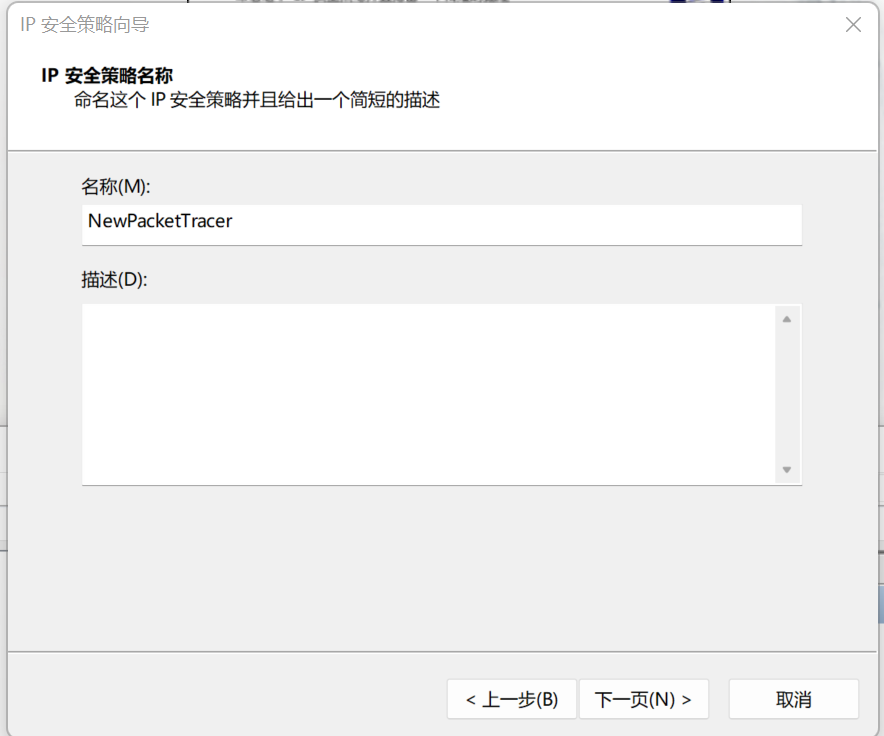 IP 安全策略向导
IP 安全策略名称
命名这个 IP 安全策略并且给出一个简短的描述
名称(M):
NewPacketTracer
描述(D):
< 上一步(B)
下一页(N) >
取消